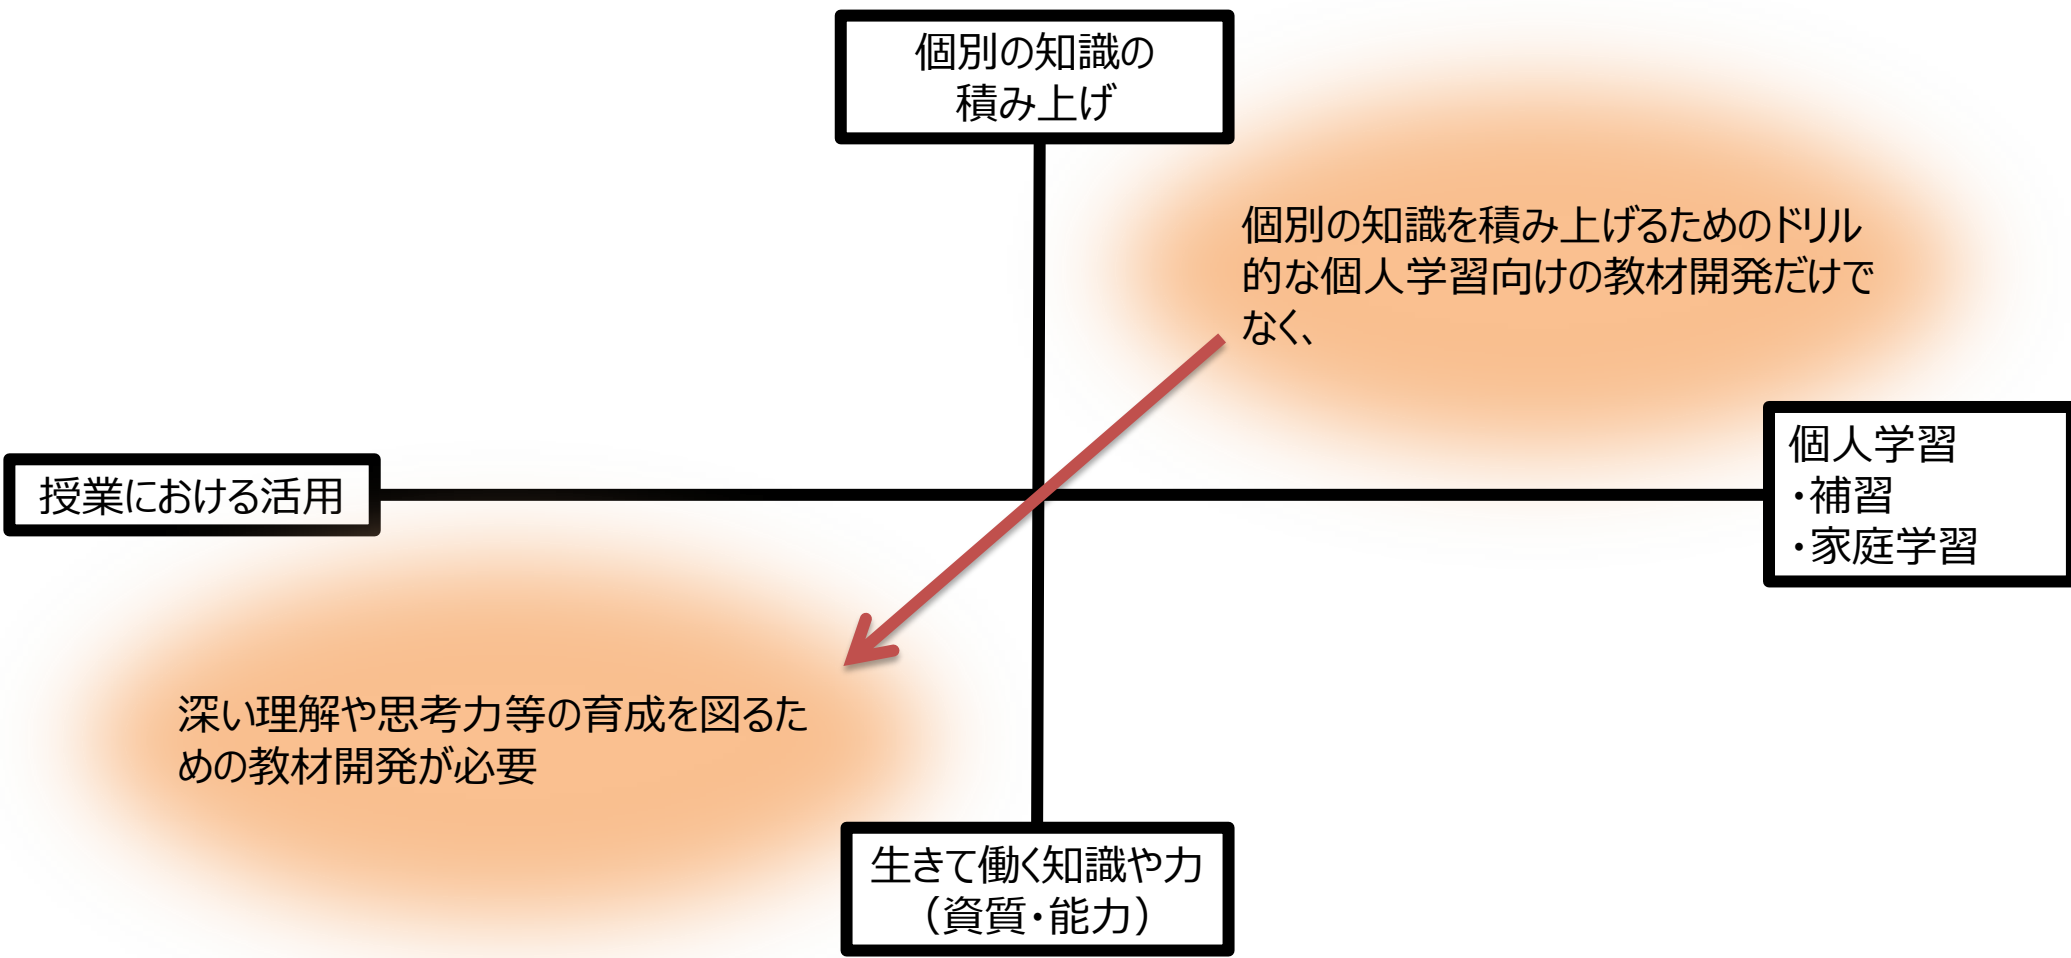 個別の知識の
積み上げ
個別の知識を積み上げるためのドリル
的な個人学習向けの教材開発だけで
なく、
個人学習
・補習
・家庭学習
授業における活用
深い理解や思考力等の育成を図るた
めの教材開発が必要
生きて働く知識や力
（資質・能力）